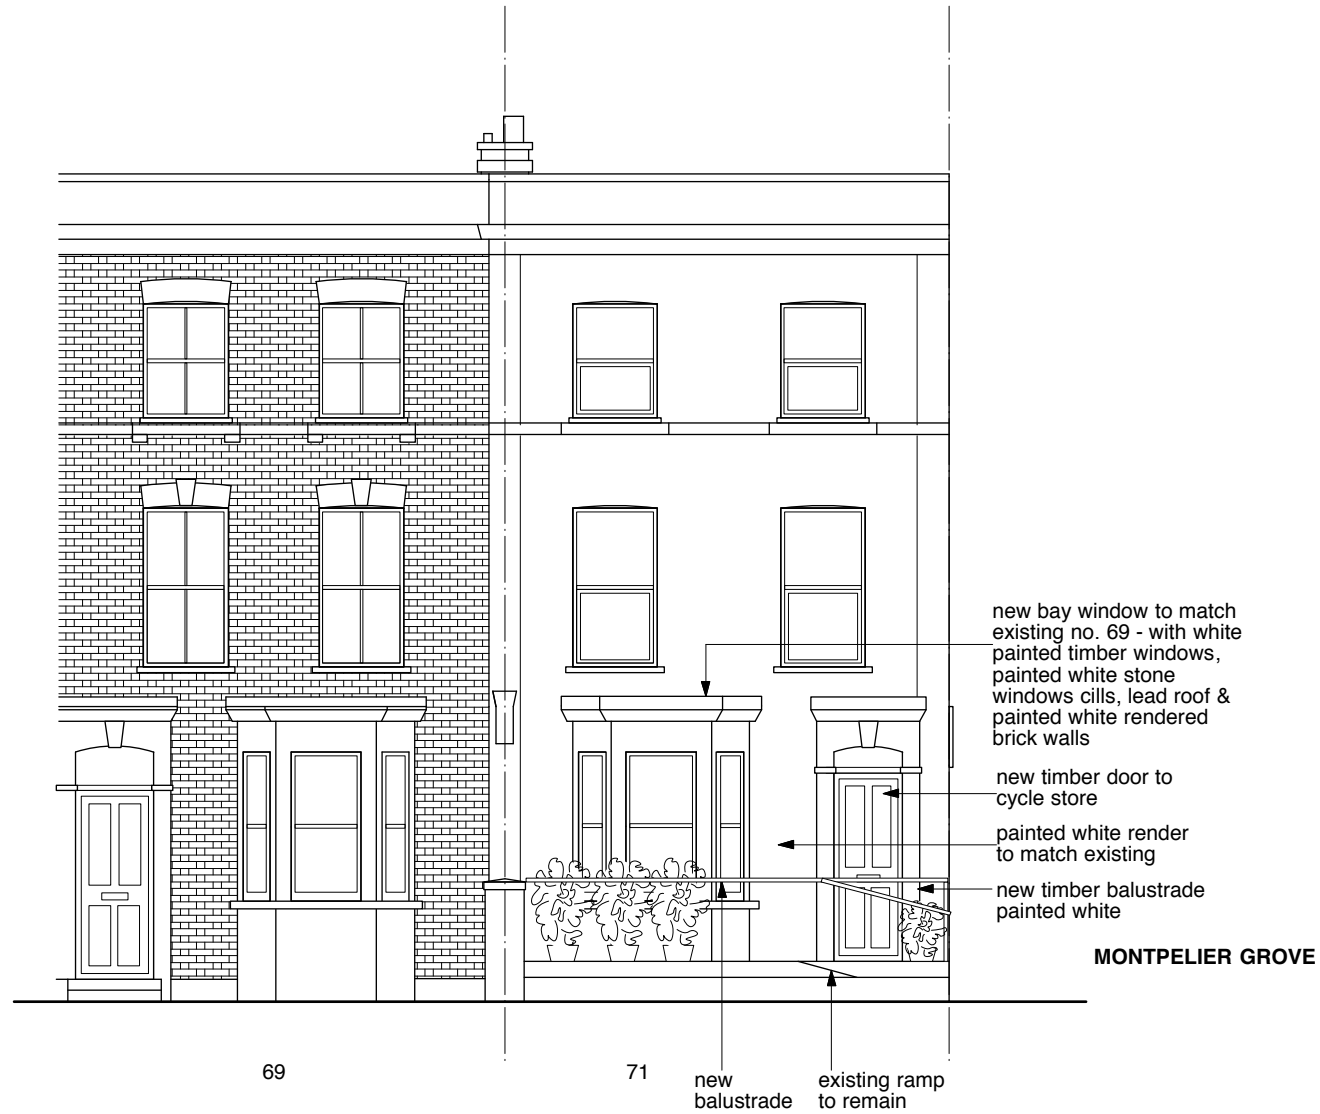 new bay window to match
existing no. 69 - with white
painted timber windows,
painted white stone
windows cills, lead roof &
painted white rendered
brick walls
new timber door to
cycle store
painted white render
to match existing
new timber balustrade
painted white
MONTPELIER GROVE
69
71
new
balustrade
existing ramp
to remain